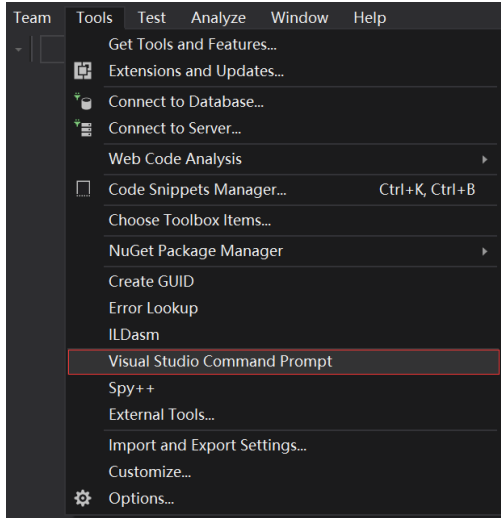 Team Tools Test Analyze Window Help
Get Tools and Features...
Extensions and Updates...
Connect to Database...
Connect to Server...
Web Code Analysis
Code Snippets Manager... Ctrl+K, Ctrl+B
Choose Toolbox Items...
NuGet Package Manager
Create GUID
Error Lookup
ILDasm
Visual Studio Command Prompt
Spy++
External Tools...
Import and Export Settings...
Customize...
Options...